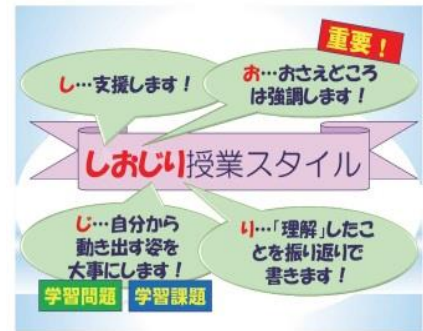 重要！
し…支援します！
お…おさえどころ
は強調します！
しおじり授業スタイル
じ…自分から
動き出す姿を
大事にします！
学習問題 学習課題
り…「理解」したこ
とを振り返りで
書きます！